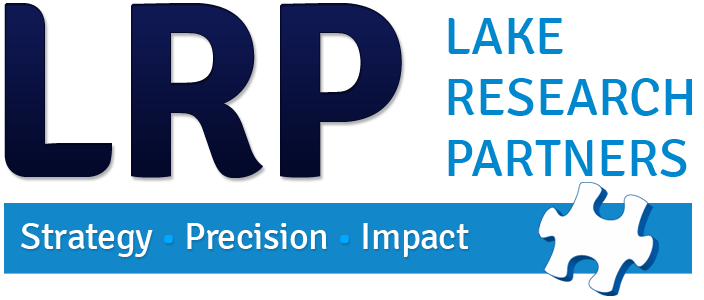 LRP
LAKE
RESEARCH
PARTNERS
Strategy • Precision • Impact